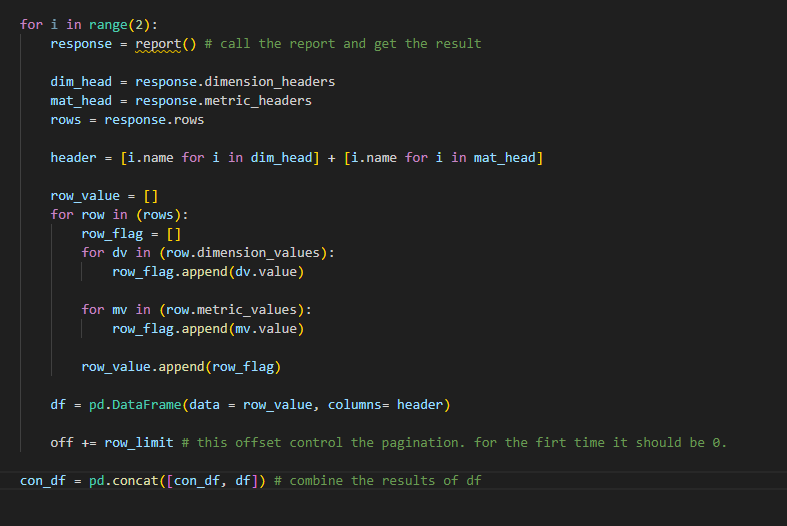 for i in range(2):
response = report() # call the report and get the result
dim_head = response.dimension_headers
mat_head = response.metric_headers
rows = response.rows
header = [i.name for i in dim_head] + [i.name for i in mat_head]
row_value = []
for row in (rows):
row_flag = []
for dv in (row.dimension_values):
row_flag.append(dv.value)
for mv in (row.metric_values):
row_flag.append(mv.value)
row_value.append(row_flag)
df = pd.DataFrame(data = row_value, columns= header)
off += row_limit # this offset control the pagination. for the firt time it should be 0.
con_df = pd.concat([con_df, df]) # combine the results of df